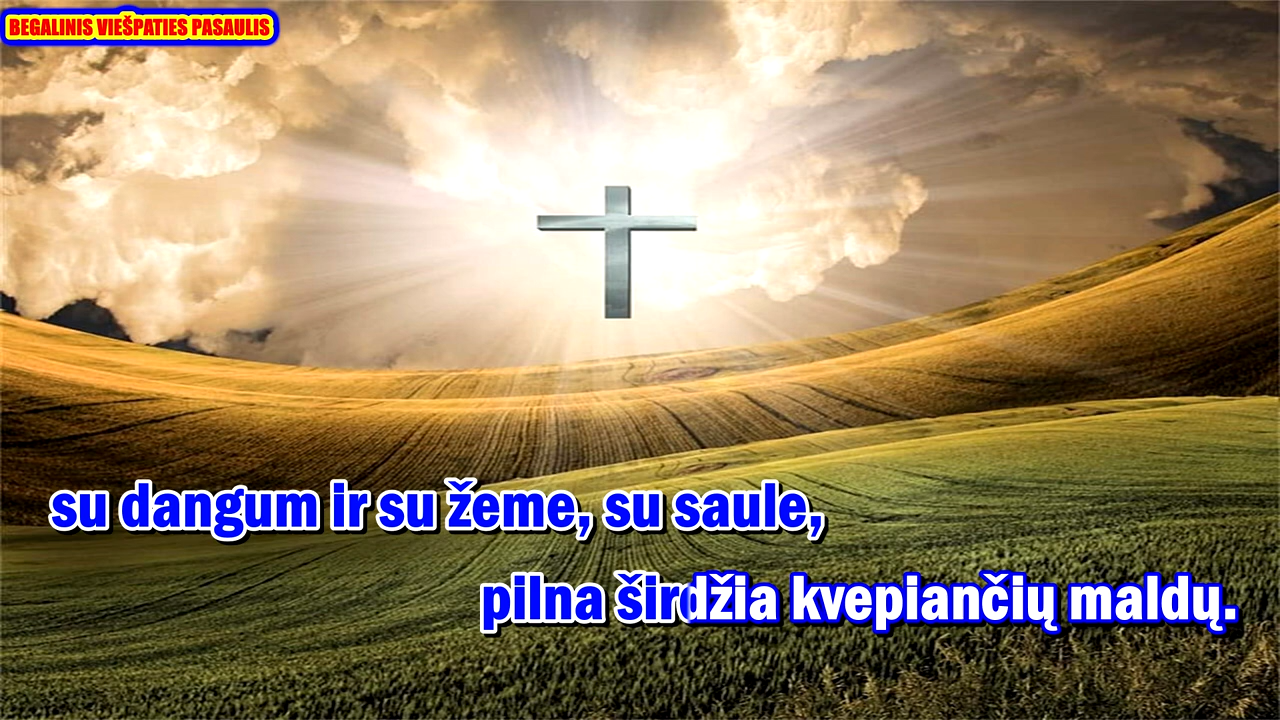 BEGALINIS VIEŠPATIES PASAULIS
su dangum ir su žeme, su saule,
pilna širdžia kvepiančių maldų.